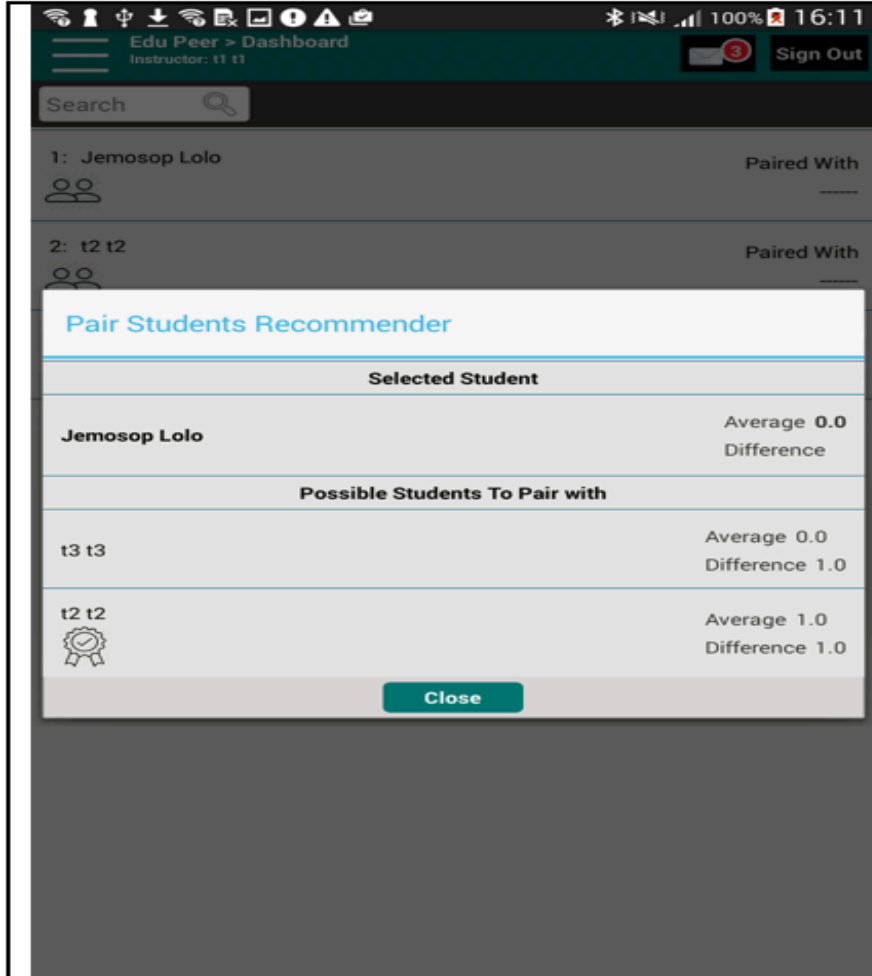 100% 16:11
Edu Peer > Dashboard
Instructor: t1 t1
3
Sign Out
Search
1: Jemosop Lolo
Paired With
------
2: t2 t2
Paired With
------
Pair Students Recommender
Selected Student
Jemosop Lolo
Average 0.0
Difference
Possible Students To Pair with
t3 t3
Average 0.0
Difference 1.0
t2 t2
Average 1.0
Difference 1.0
Close